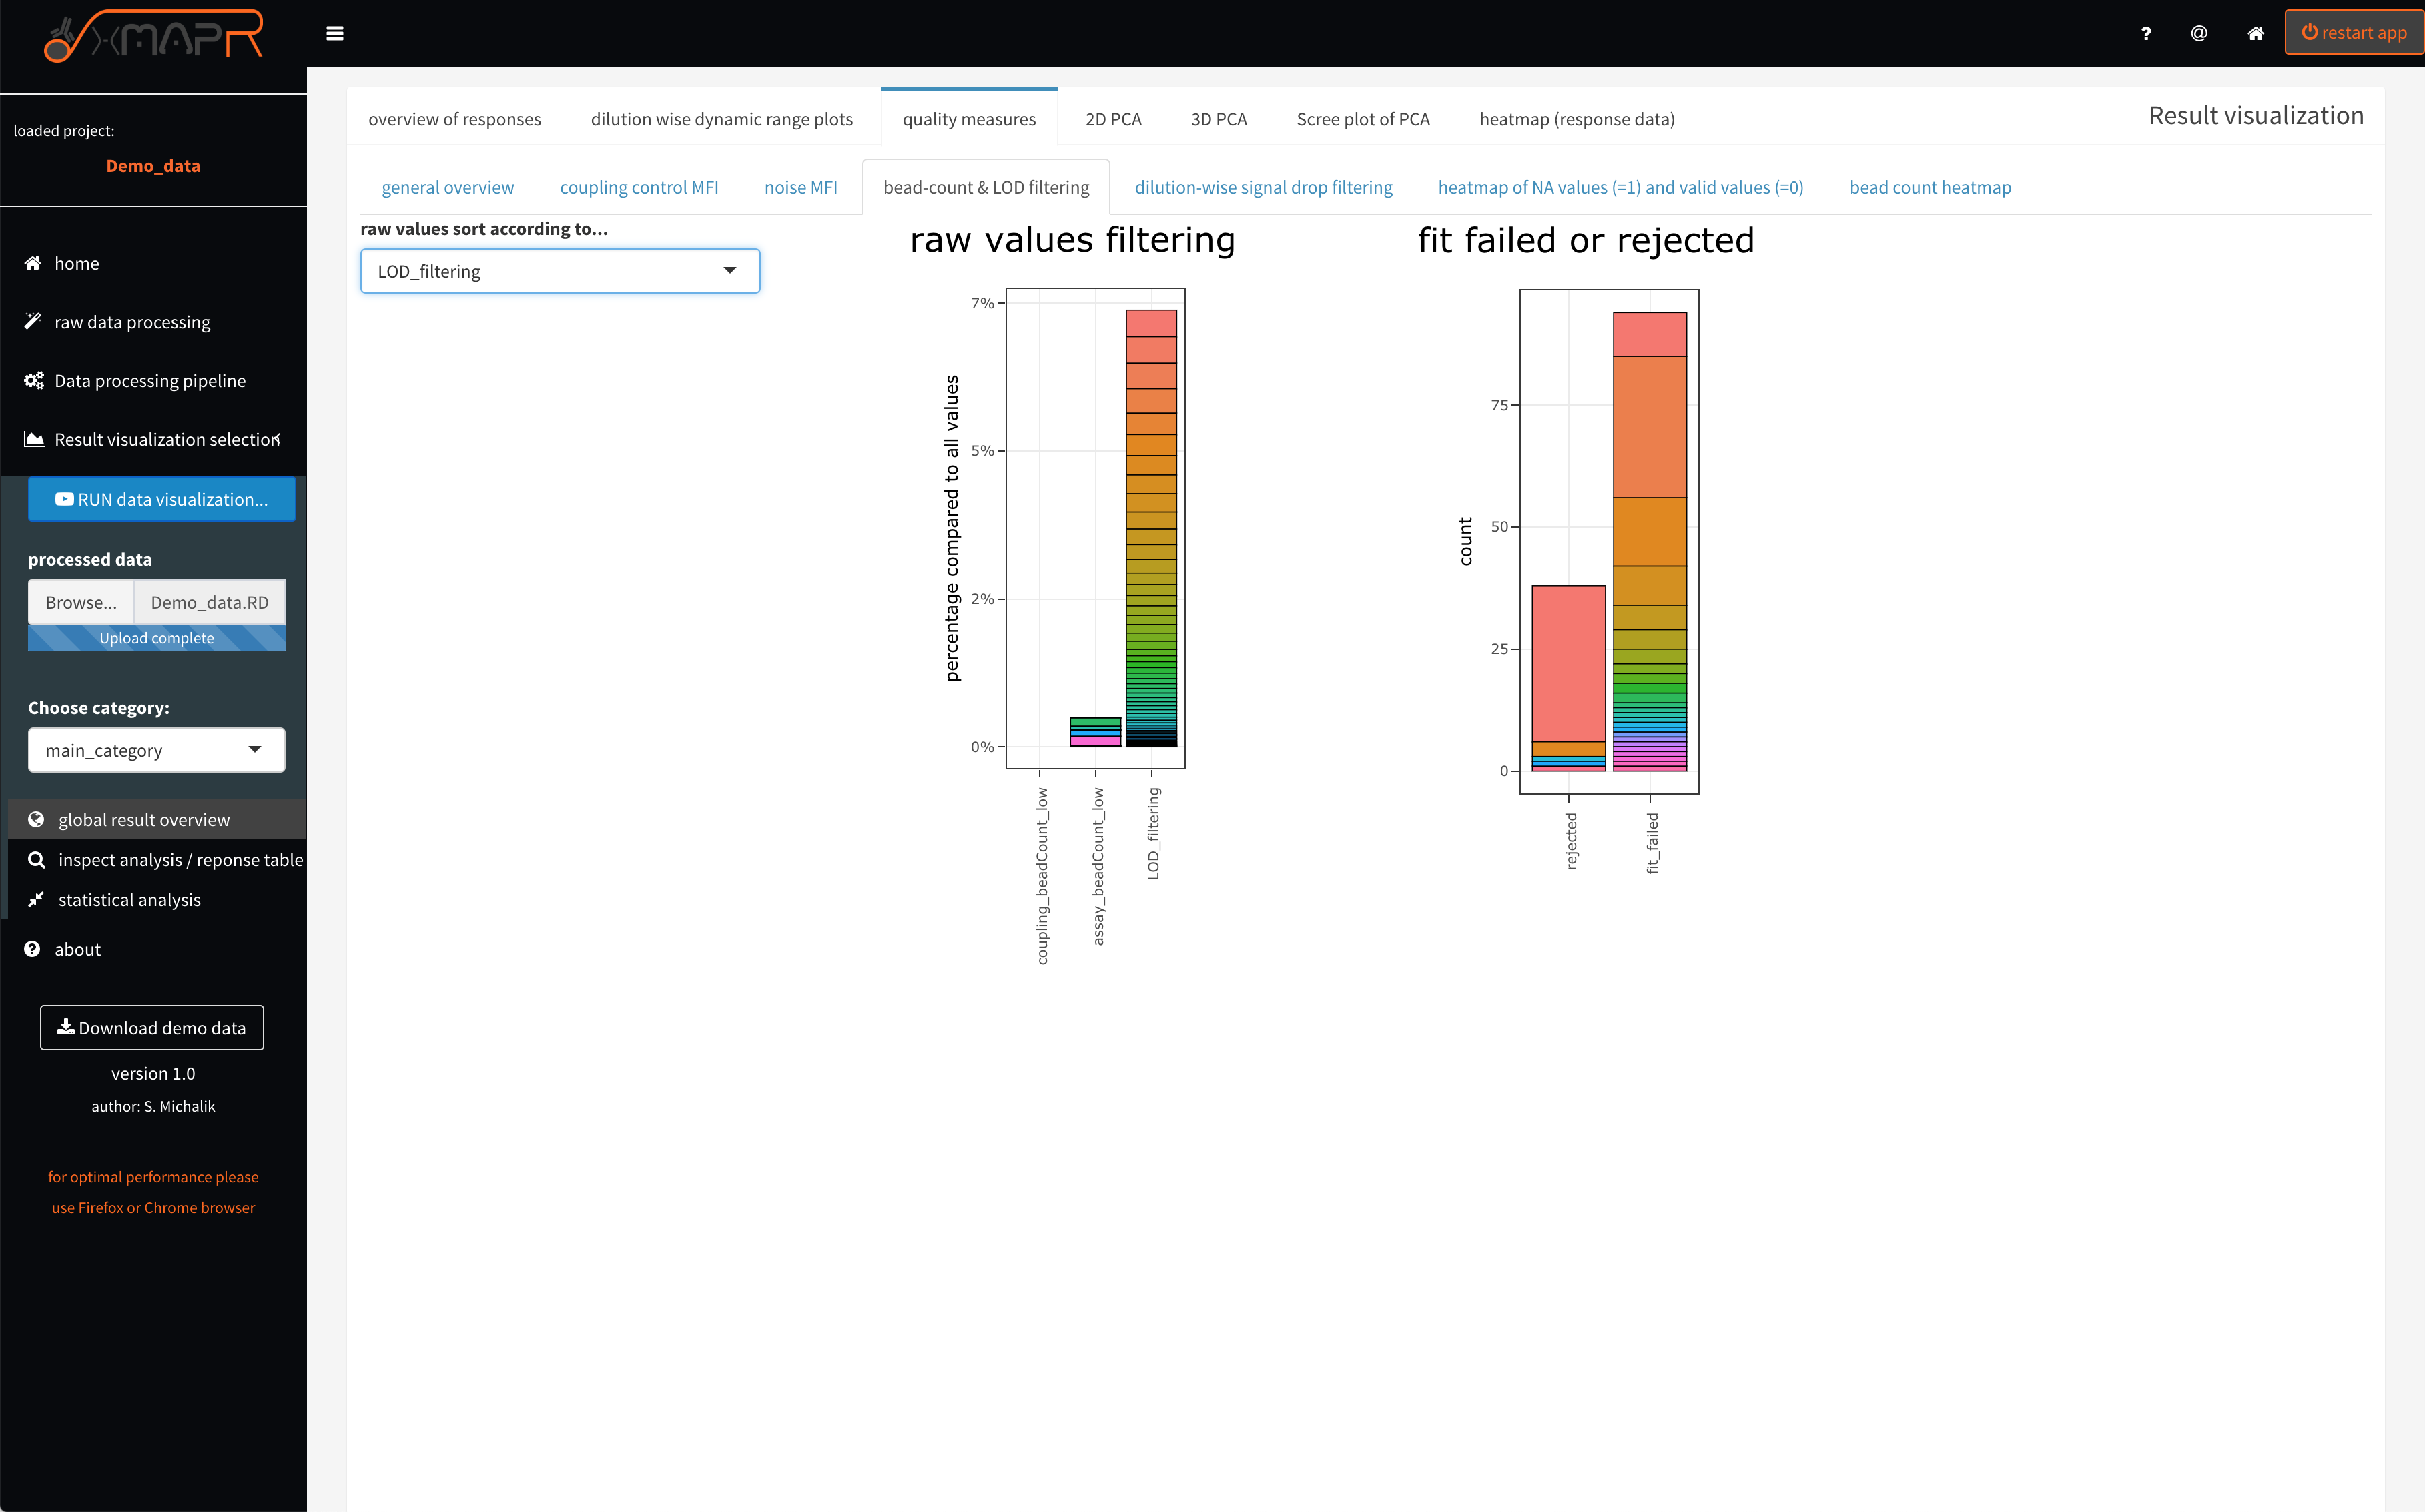 XMAPR
? @ restart app
loaded project:
Demo_data
home
raw data processing
Data processing pipeline
Result visualization selection
RUN data visualization...
processed data
Browse... Demo_data.RD
Upload complete
Choose category:
main_category
global result overview
inspect analysis / reponse table
statistical analysis
about
Download demo data
version 1.0
author: S. Michalik
for optimal performance please
use Firefox or Chrome browser
overview of responses dilution wise dynamic range plots quality measures 2D PCA 3D PCA Scree plot of PCA heatmap (response data) Result visualization
general overview coupling control MFI noise MFI bead-count & LOD filtering dilution-wise signal drop filtering heatmap of NA values (=1) and valid values (=0) bead count heatmap
raw values sort according to...
LOD_filtering
raw values filtering
percentage compared to all values
7%
5%
2%
0%
coupling_beadCount_low
assay_beadCount_low
LOD_filtering
fit failed or rejected
count
75
50
25
0
rejected
fit_failed